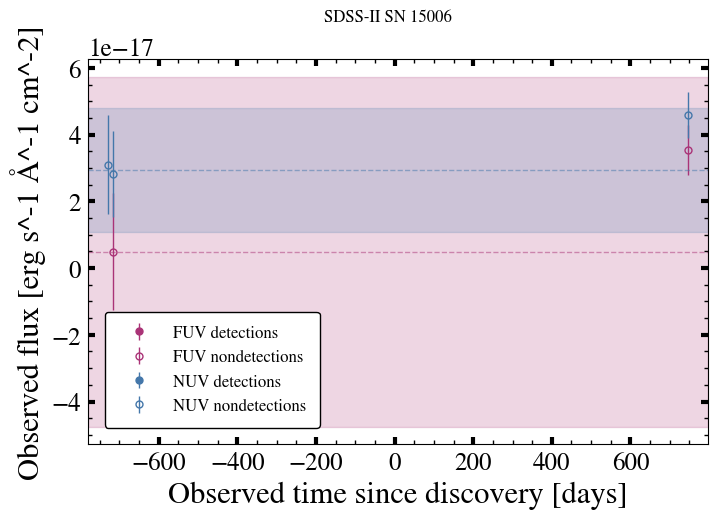 SDSS-II SN 15006
1e−17
6
4
2
0
−2
−4
Observed flux [erg s^-1 Å^-1 cm^-2]
FUV detections
FUV nondetections
NUV detections
NUV nondetections
−600 −400 −200 0 200 400 600
Observed time since discovery [days]